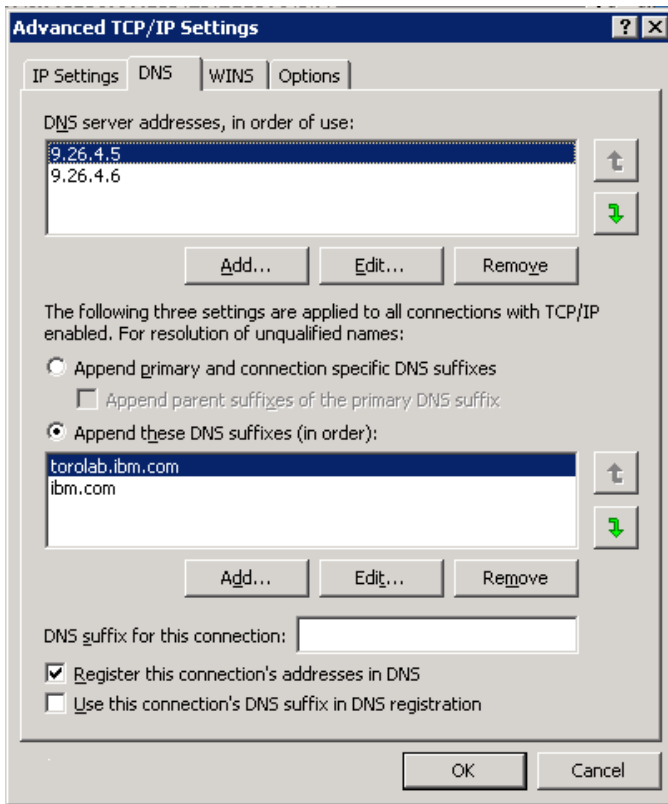 Advanced TCP/IP Settings
IP Settings DNS WINS Options
DNS server addresses, in order of use:
9.26.4.5
9.26.4.6
Add... Edit... Remove
The following three settings are applied to all connections with TCP/IP
enabled. For resolution of unqualified names:
Append primary and connection specific DNS suffixes
Append parent suffixes of the primary DNS suffix
Append these DNS suffixes (in order):
torolab.ibm.com
ibm.com
Add... Edit... Remove
DNS suffix for this connection:
Register this connection's addresses in DNS
Use this connection's DNS suffix in DNS registration
OK Cancel